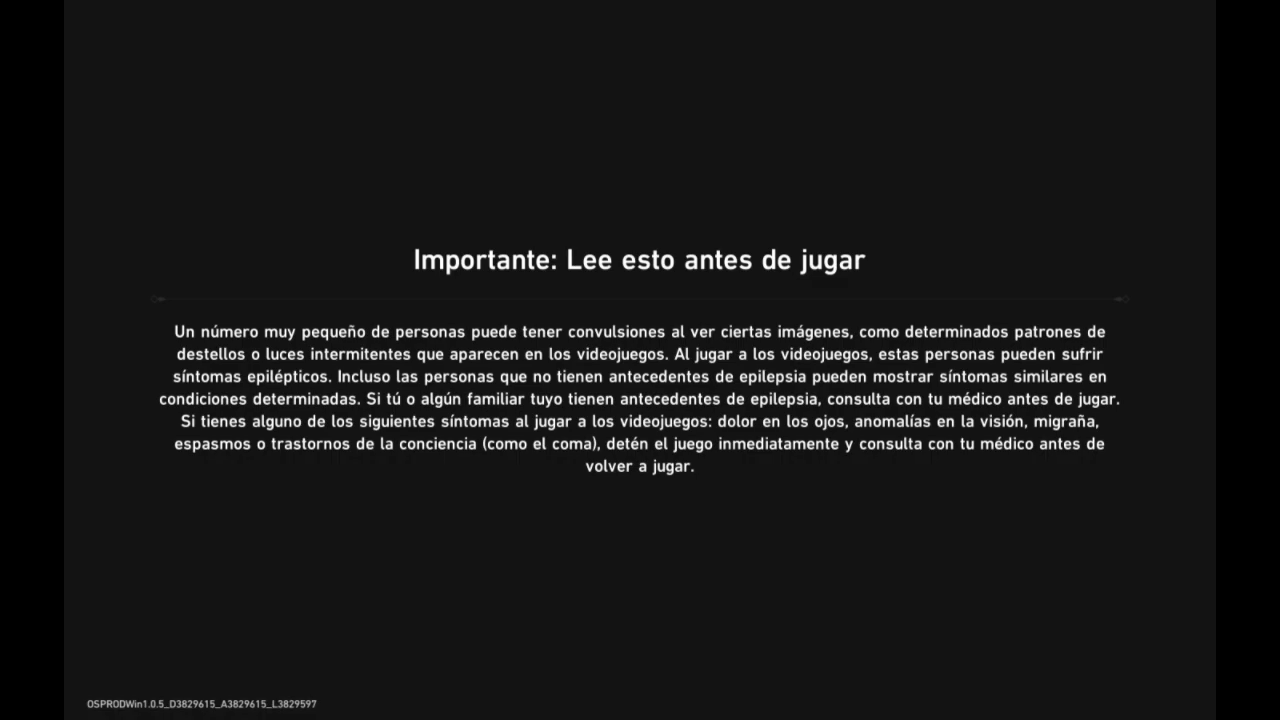 Importante: Lee esto antes de jugar
Un número muy pequeño de personas puede tener convulsiones al ver ciertas imágenes, como determinados patrones de
destellos o luces intermitentes que aparecen en los videojuegos. Al jugar a los videojuegos, estas personas pueden sufrir
síntomas epilépticos. Incluso las personas que no tienen antecedentes de epilepsia pueden mostrar síntomas similares en
condiciones determinadas. Si tú o algún familiar tuyo tienen antecedentes de epilepsia, consulta con tu médico antes de jugar.
Si tienes alguno de los siguientes síntomas al jugar a los videojuegos: dolor en los ojos, anomalías en la visión, migraña,
espasmos o trastornos de la conciencia (como el coma), detén el juego inmediatamente y consulta con tu médico antes de
volver a jugar.
OSPRODWin1.0.5_D3829615_A3829615_L3829597